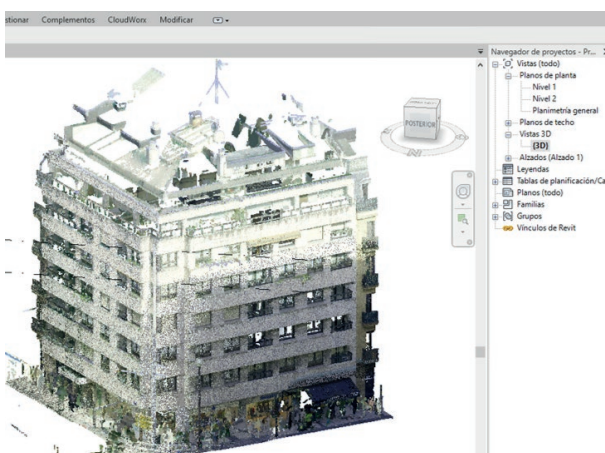 stionar Complementos CloudWorx Modificar
Navegador de proyectos - Pr...
Vistas (todo)
Planos de planta
Nivel 1
Nivel 2
Planimetría general
Planos de techo
Vistas 3D
{3D}
Alzados (Alzado 1)
Leyendas
Tablas de planificación/Ca
Planos (todo)
Familias
Grupos
Vínculos de Revit
POSTERIOR